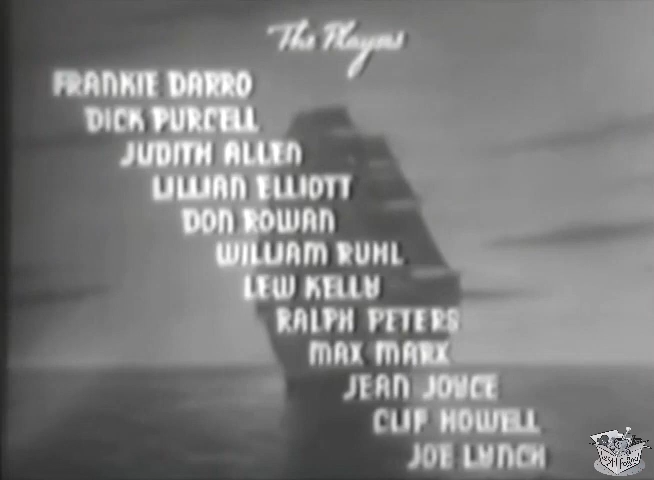 The Players
FRANKIE DARRO
DICK PURCELL
JUDITH ALLEN
LILLIAN ELLIOTT
DON ROWAN
WILLIAM RUHL
LEW KELLY
RALPH PETERS
MAX MARX
JEAN JOYCE
CLIF HOWELL
JOE LYNCH